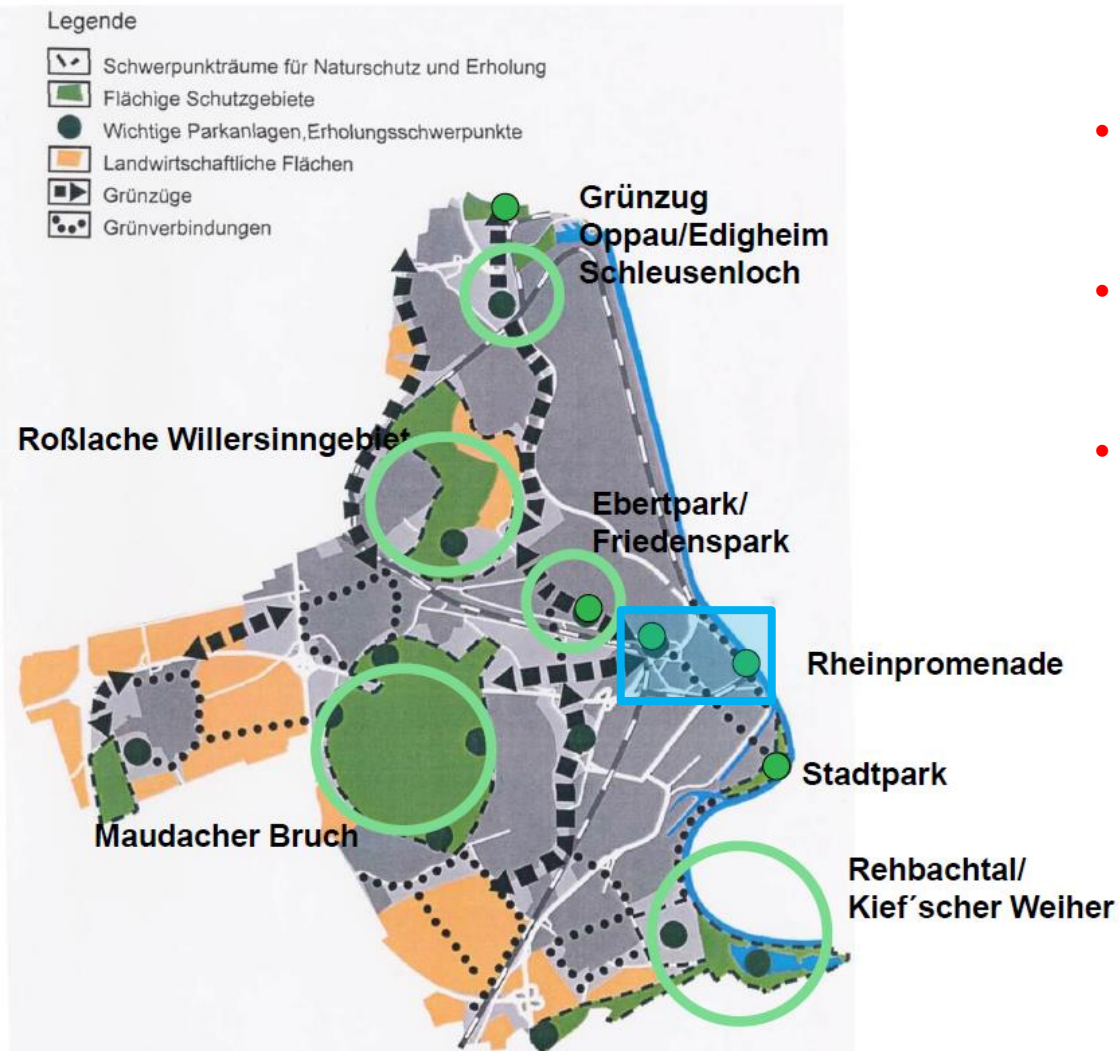 Legende
Schwerpunkträume für Naturschutz und Erholung
Flächige Schutzgebiete
Wichtige Parkanlagen,Erholungsschwerpunkte
Landwirtschaftliche Flächen
Grünzüge
Grünverbindungen
Grünzug
Oppau/Edigheim
Schleusenloch
Roßlache Willersinngebiet
Ebertpark/
Friedenspark
Rheinpromenade
Stadtpark
Maudacher Bruch
Rehbachtal/
Kief´scher Weiher